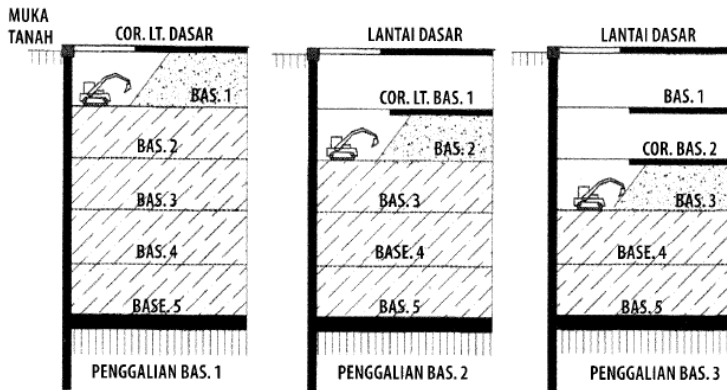 MUKA
TANAH
COR. LT. DASAR
BAS. 1
BAS. 2
BAS. 3
BAS. 4
BASE. 5
PENGGALIAN BAS. 1
LANTAI DASAR
COR. LT. BAS. 1
BAS. 2
BAS. 3
BASE. 4
BAS. 5
PENGGALIAN BAS. 2
LANTAI DASAR
BAS. 1
COR. BAS. 2
BAS. 3
BASE. 4
BAS. 5
PENGGALIAN BAS. 3